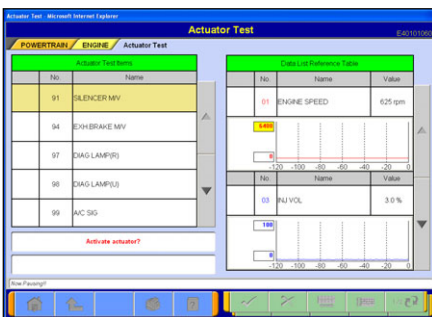 Actuator Test - Microsoft Internet Explorer
Actuator Test
E40101060
POWERTRAIN
ENGINE
Actuator Test
Actuator Test Items
No. Name
91 SILENCER M/V
94 EXH.BRAKE M/V
97 DIAG LAMP(R)
98 DIAG LAMP(U)
99 A/C SIG
Activate actuator?
Now Pausing!!
Data List Reference Table
No. Name Value
01 ENGINE SPEED 625 rpm
6400
0
-120 -100 -80 -60 -40 -20 0
No. Name Value
03 INJ VOL 3.0 %
100
0
-120 -100 -80 -60 -40 -20 0